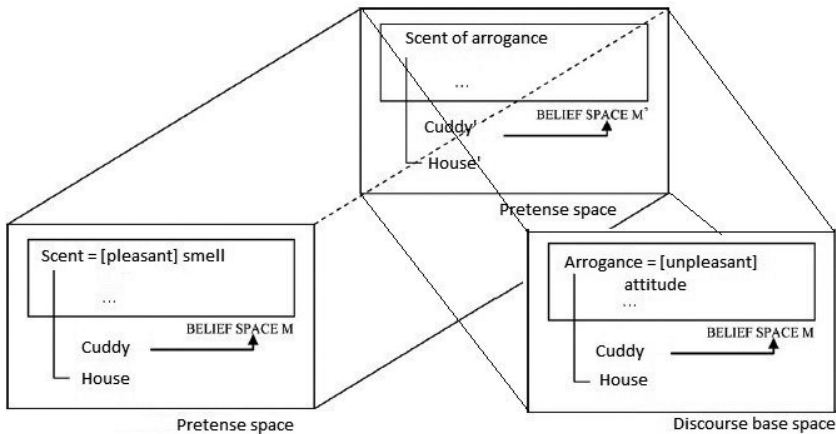 Scent of arrogance
...
Cuddy'
BELIEF SPACE M'
House'
Pretense space
Scent = [pleasant] smell
...
BELIEF SPACE M
Cuddy
House
Pretense space
Arrogance = [unpleasant]
attitude
...
BELIEF SPACE M
Cuddy
House
Discourse base space